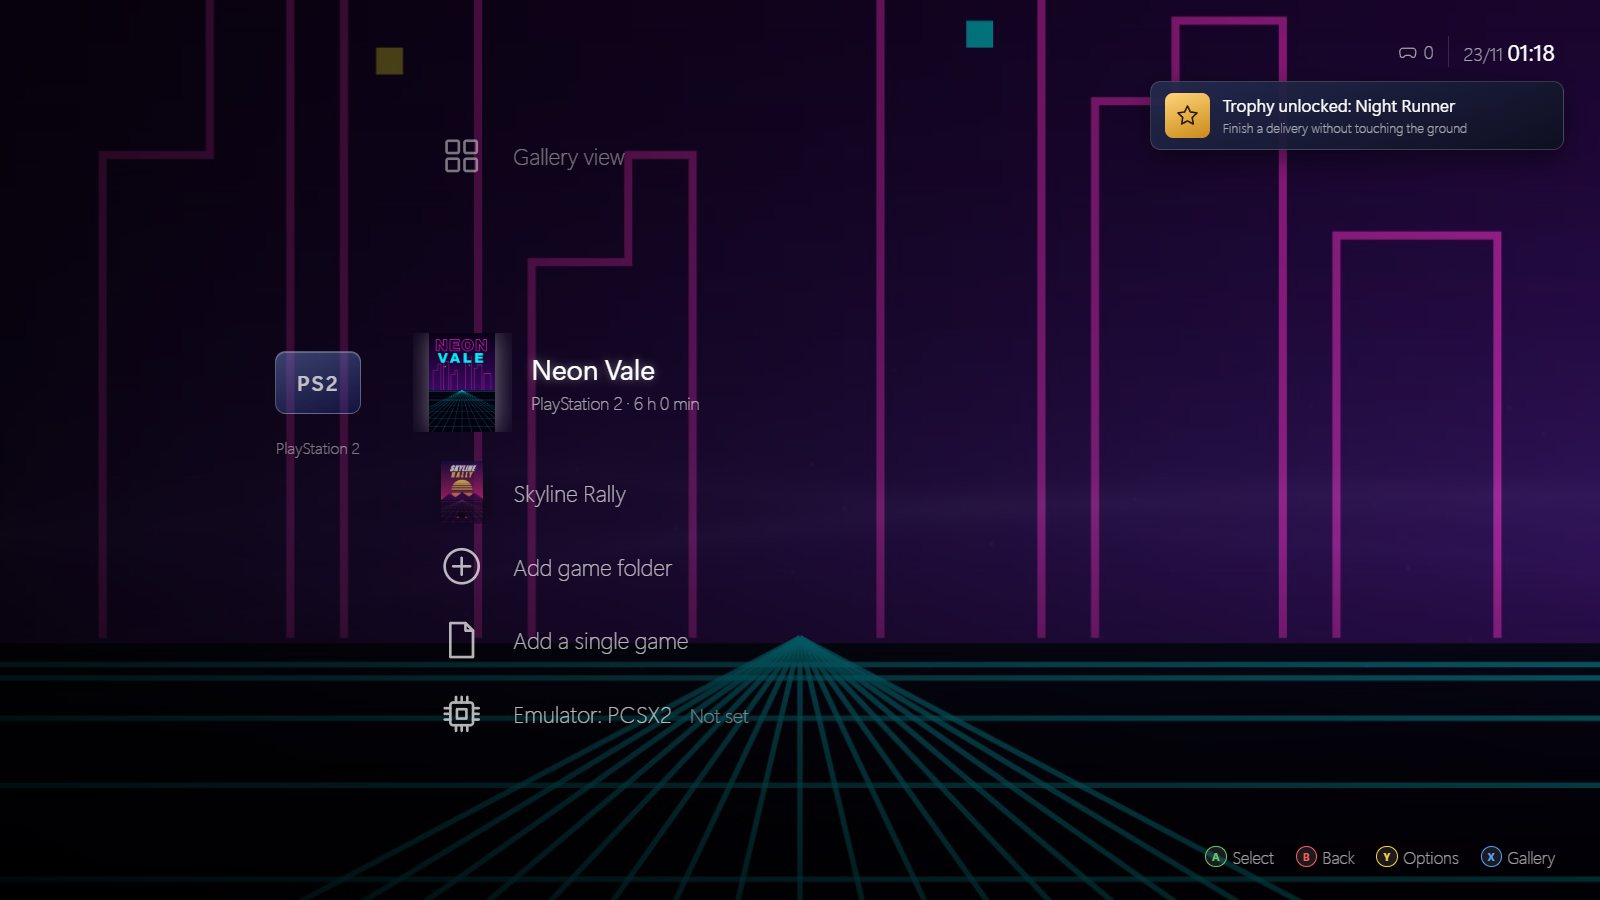 0 23/11 01:18
Trophy unlocked: Night Runner
Finish a delivery without touching the ground
Gallery view
PS2
PlayStation 2
NEON
VALE
Neon Vale
PlayStation 2 · 6 h 0 min
SKYLINE
RALLY
Skyline Rally
Add game folder
Add a single game
Emulator: PCSX2 Not set
A Select B Back Y Options X Gallery